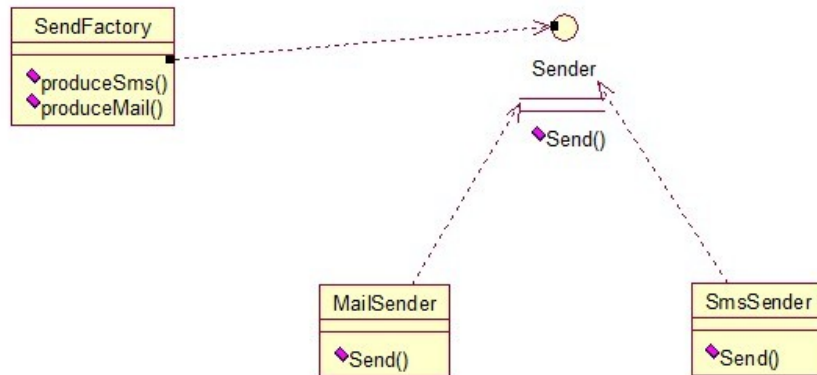 SendFactory
produceSms()
produceMail()
Sender
Send()
MailSender
Send()
SmsSender
Send()